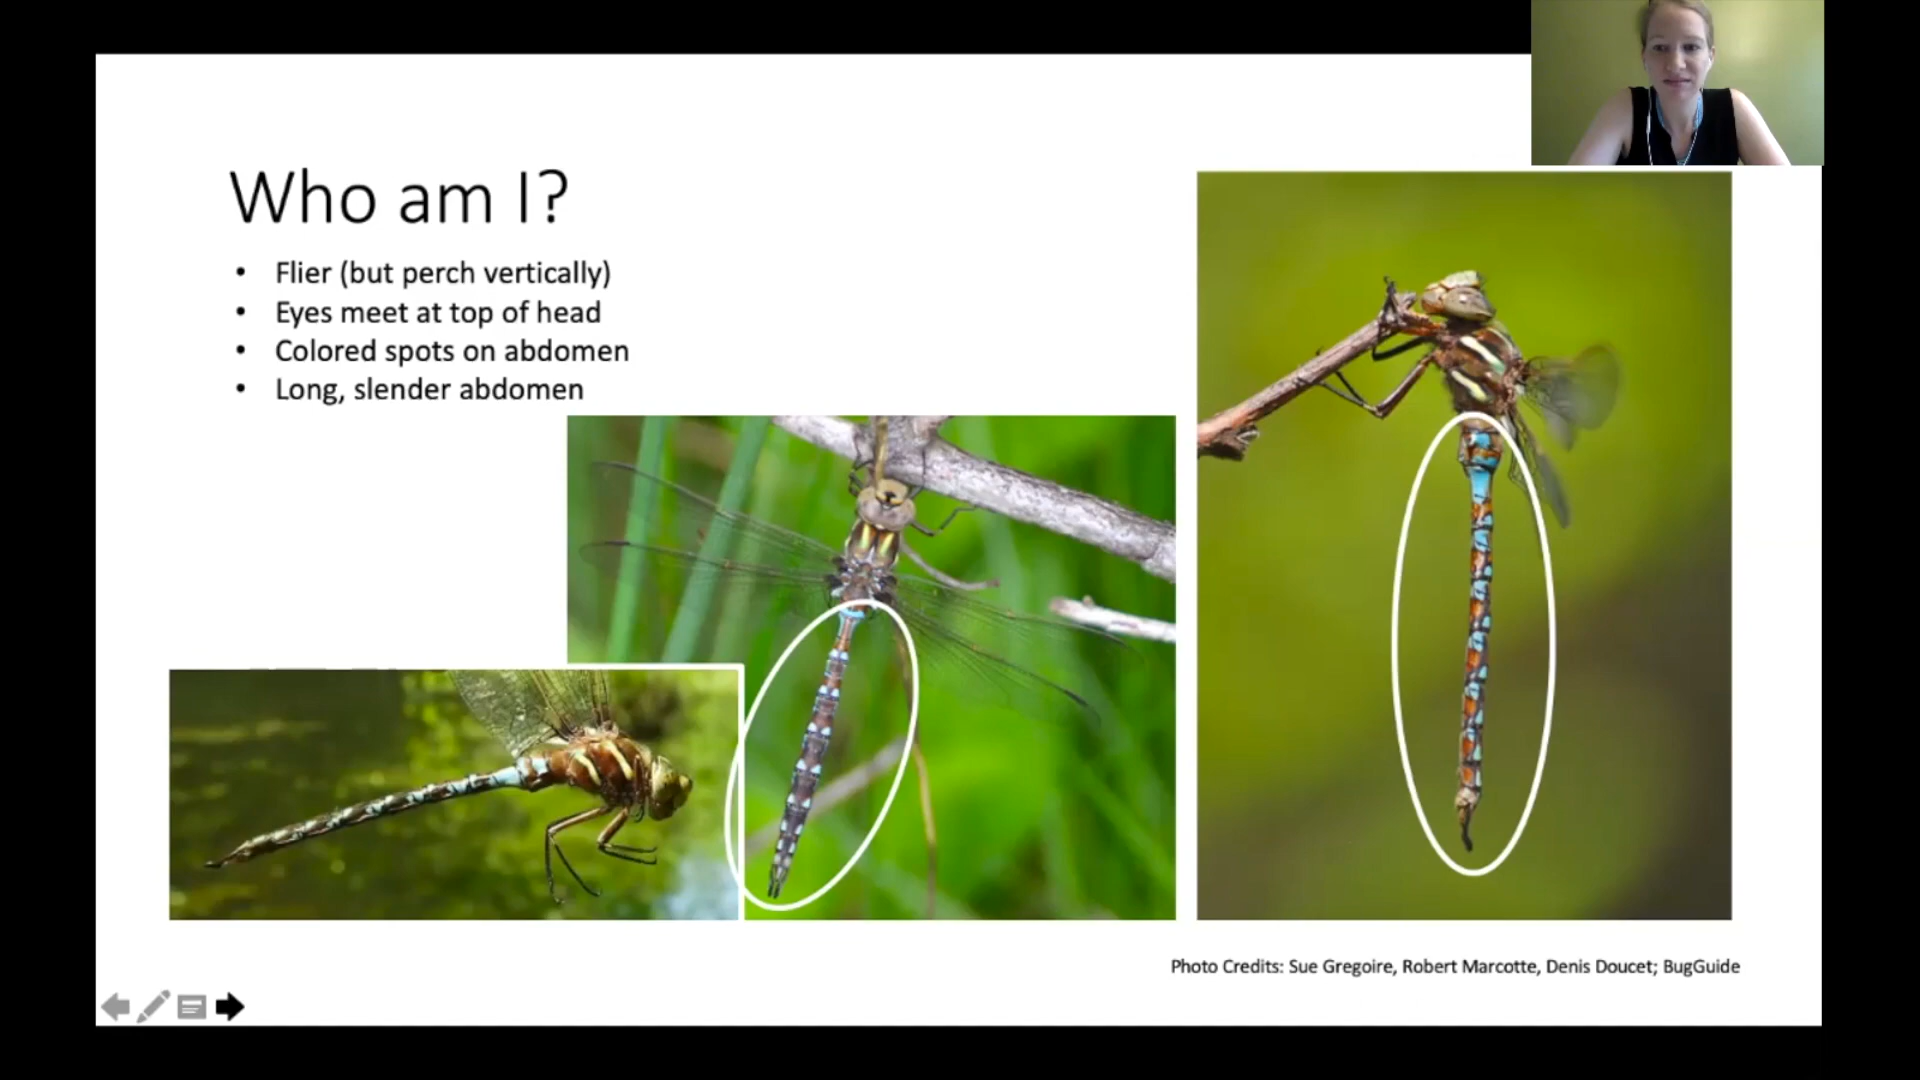 Who am I?
• Flier (but perch vertically)
• Eyes meet at top of head
• Colored spots on abdomen
• Long, slender abdomen
Photo Credits: Sue Gregoire, Robert Marcotte, Denis Doucet; BugGuide